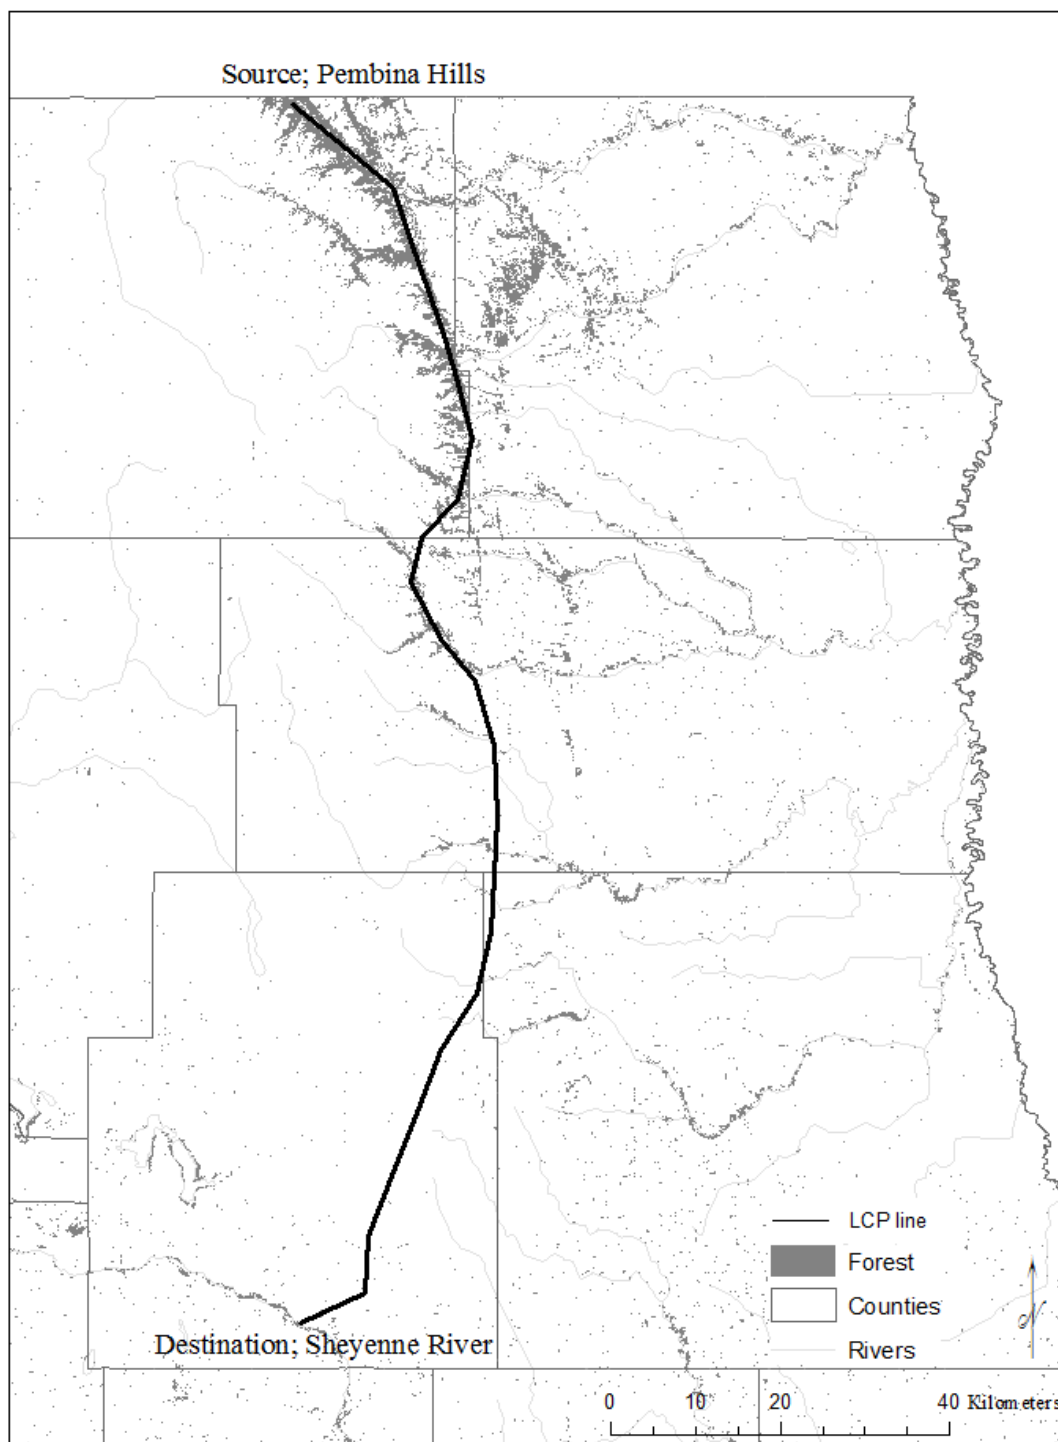 Source; Pembina Hills
LCP line
Forest
Counties
Rivers
N
Destination; Sheyenne River
0 10 20 40 Kilometers